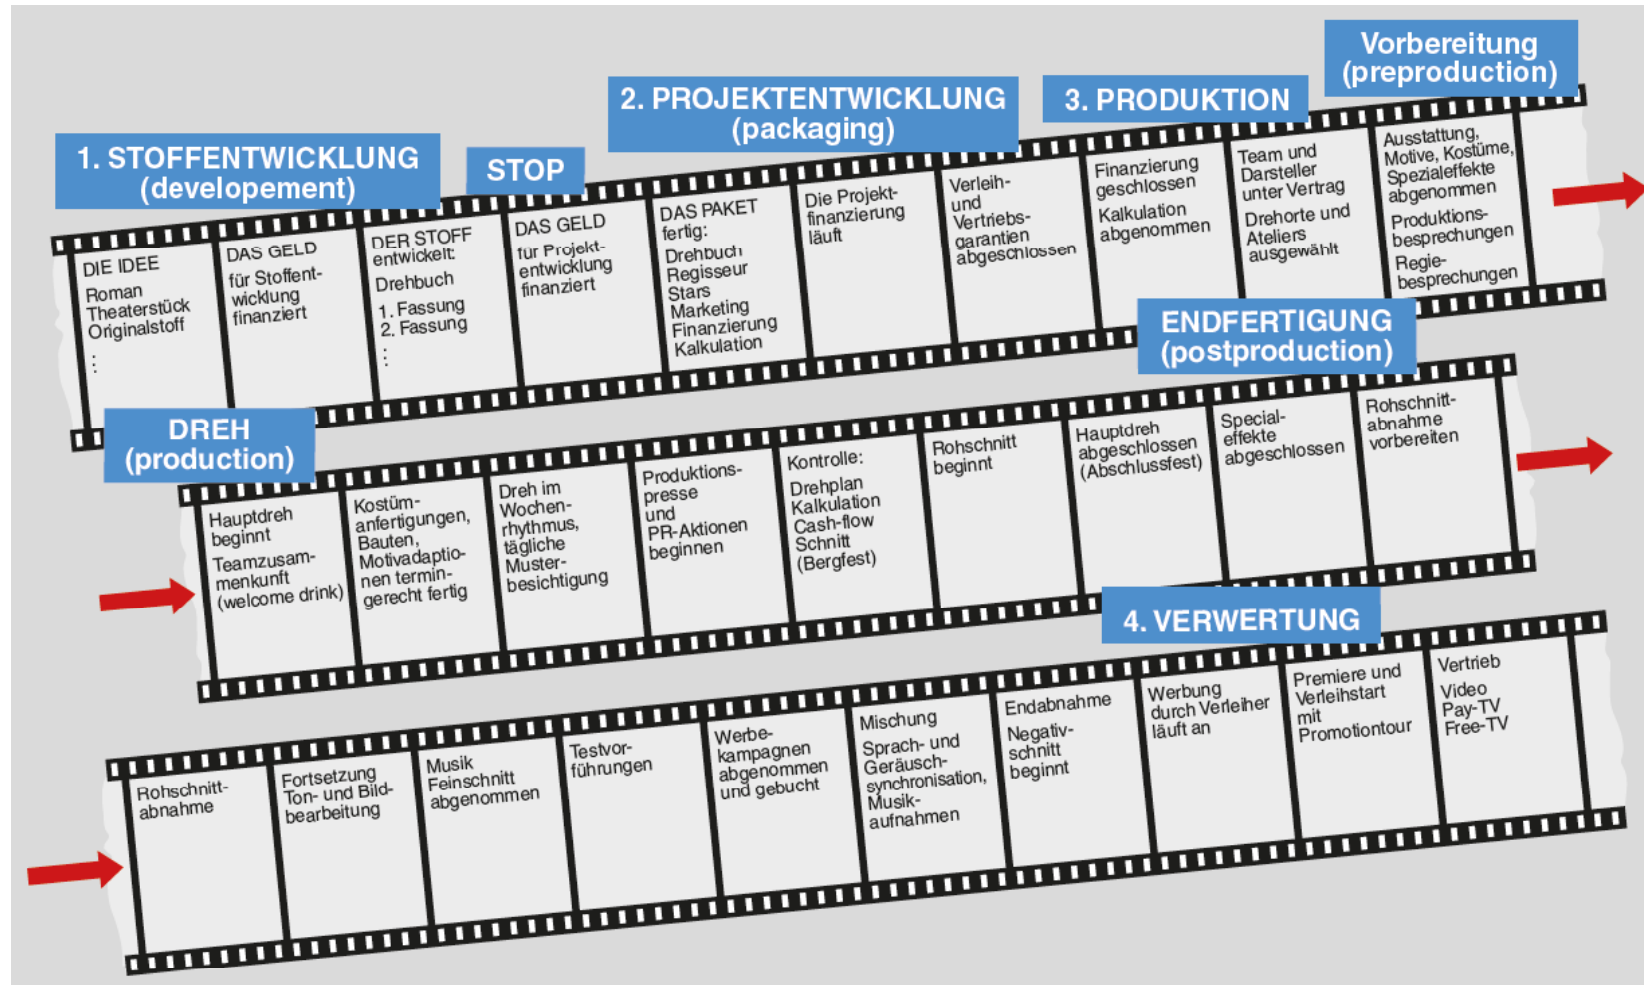 1. STOFFENTWICKLUNG
(developement)
STOP
2. PROJEKTENTWICKLUNG
(packaging)
3. PRODUKTION
Vorbereitung
(preproduction)
DIE IDEE
Roman
Theaterstück
Originalstoff
⋮
DAS GELD
für Stoffent-
wicklung
finanziert
DER STOFF
entwickelt:
Drehbuch
1. Fassung
2. Fassung
⋮
DAS GELD
für Projekt-
entwicklung
finanziert
DAS PAKET
fertig:
Drehbuch
Regisseur
Stars
Marketing
Finanzierung
Kalkulation
Die Projekt-
finanzierung
läuft
Verleih-
und
Vertriebs-
garantien
abgeschlossen
Finanzierung
geschlossen
Kalkulation
abgenommen
Team und
Darsteller
unter Vertrag
Drehorte und
Ateliers
ausgewählt
Ausstattung,
Motive, Kostüme,
Spezialeffekte
abgenommen
Produktions-
besprechungen
Regie-
besprechungen
DREH
(production)
ENDFERTIGUNG
(postproduction)
Hauptdreh
beginnt
Teamzusam-
menkunft
(welcome drink)
Kostüm-
anfertigungen,
Bauten,
Motivadaptio-
nen termin-
gerecht fertig
Dreh im
Wochen-
rhythmus,
tägliche
Muster-
besichtigung
Produktions-
presse
und
PR-Aktionen
beginnen
Kontrolle:
Drehplan
Kalkulation
Cash-flow
Schnitt
(Bergfest)
Rohschnitt
beginnt
Hauptdreh
abgeschlossen
(Abschlussfest)
Special-
effekte
abgeschlossen
Rohschnitt-
abnahme
vorbereiten
4. VERWERTUNG
Rohschnitt-
abnahme
Fortsetzung
Ton- und Bild-
bearbeitung
Musik
Feinschnitt
abgenommen
Testvor-
führungen
Werbe-
kampagnen
abgenommen
und gebucht
Mischung
Sprach- und
Geräusch-
synchronisation,
Musik-
aufnahmen
Endabnahme
Negativ-
schnitt
beginnt
Werbung
durch Verleiher
läuft an
Premiere und
Verleihstart
mit
Promotiontour
Vertrieb
Video
Pay-TV
Free-TV